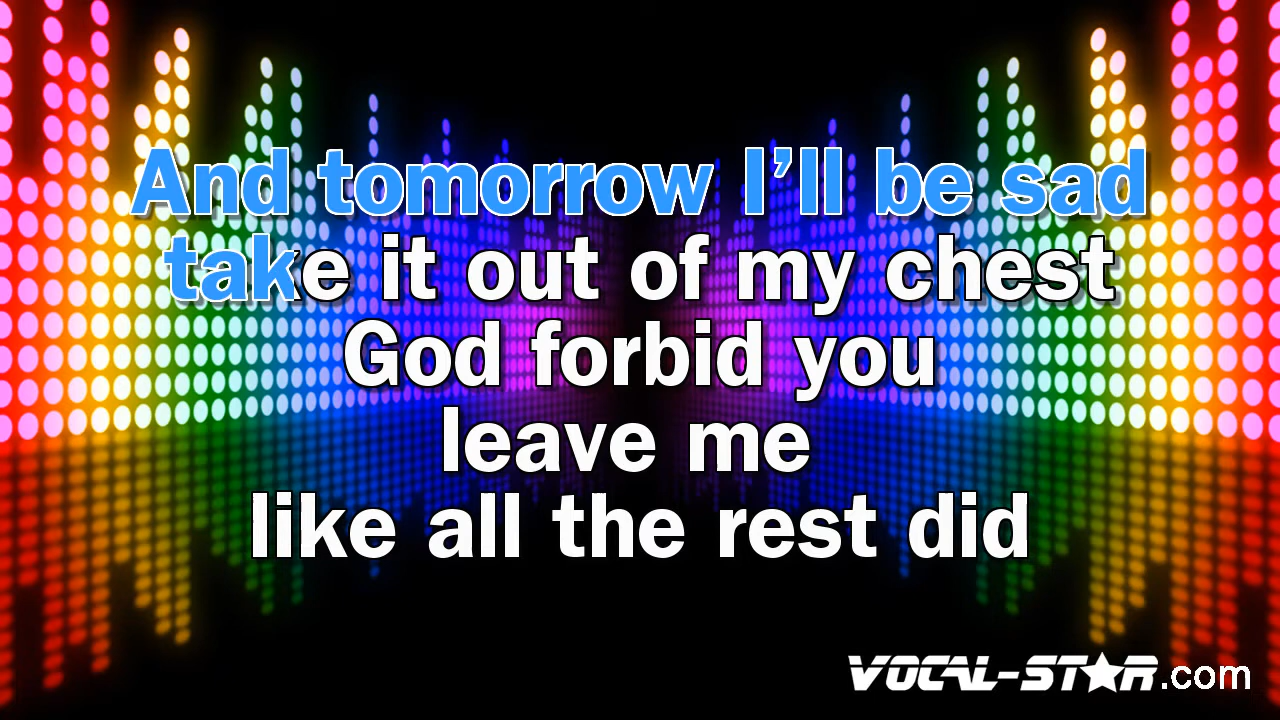 And tomorrow I'll be sad
take it out of my chest
God forbid you
leave me
like all the rest did
VOCAL-STAR.com